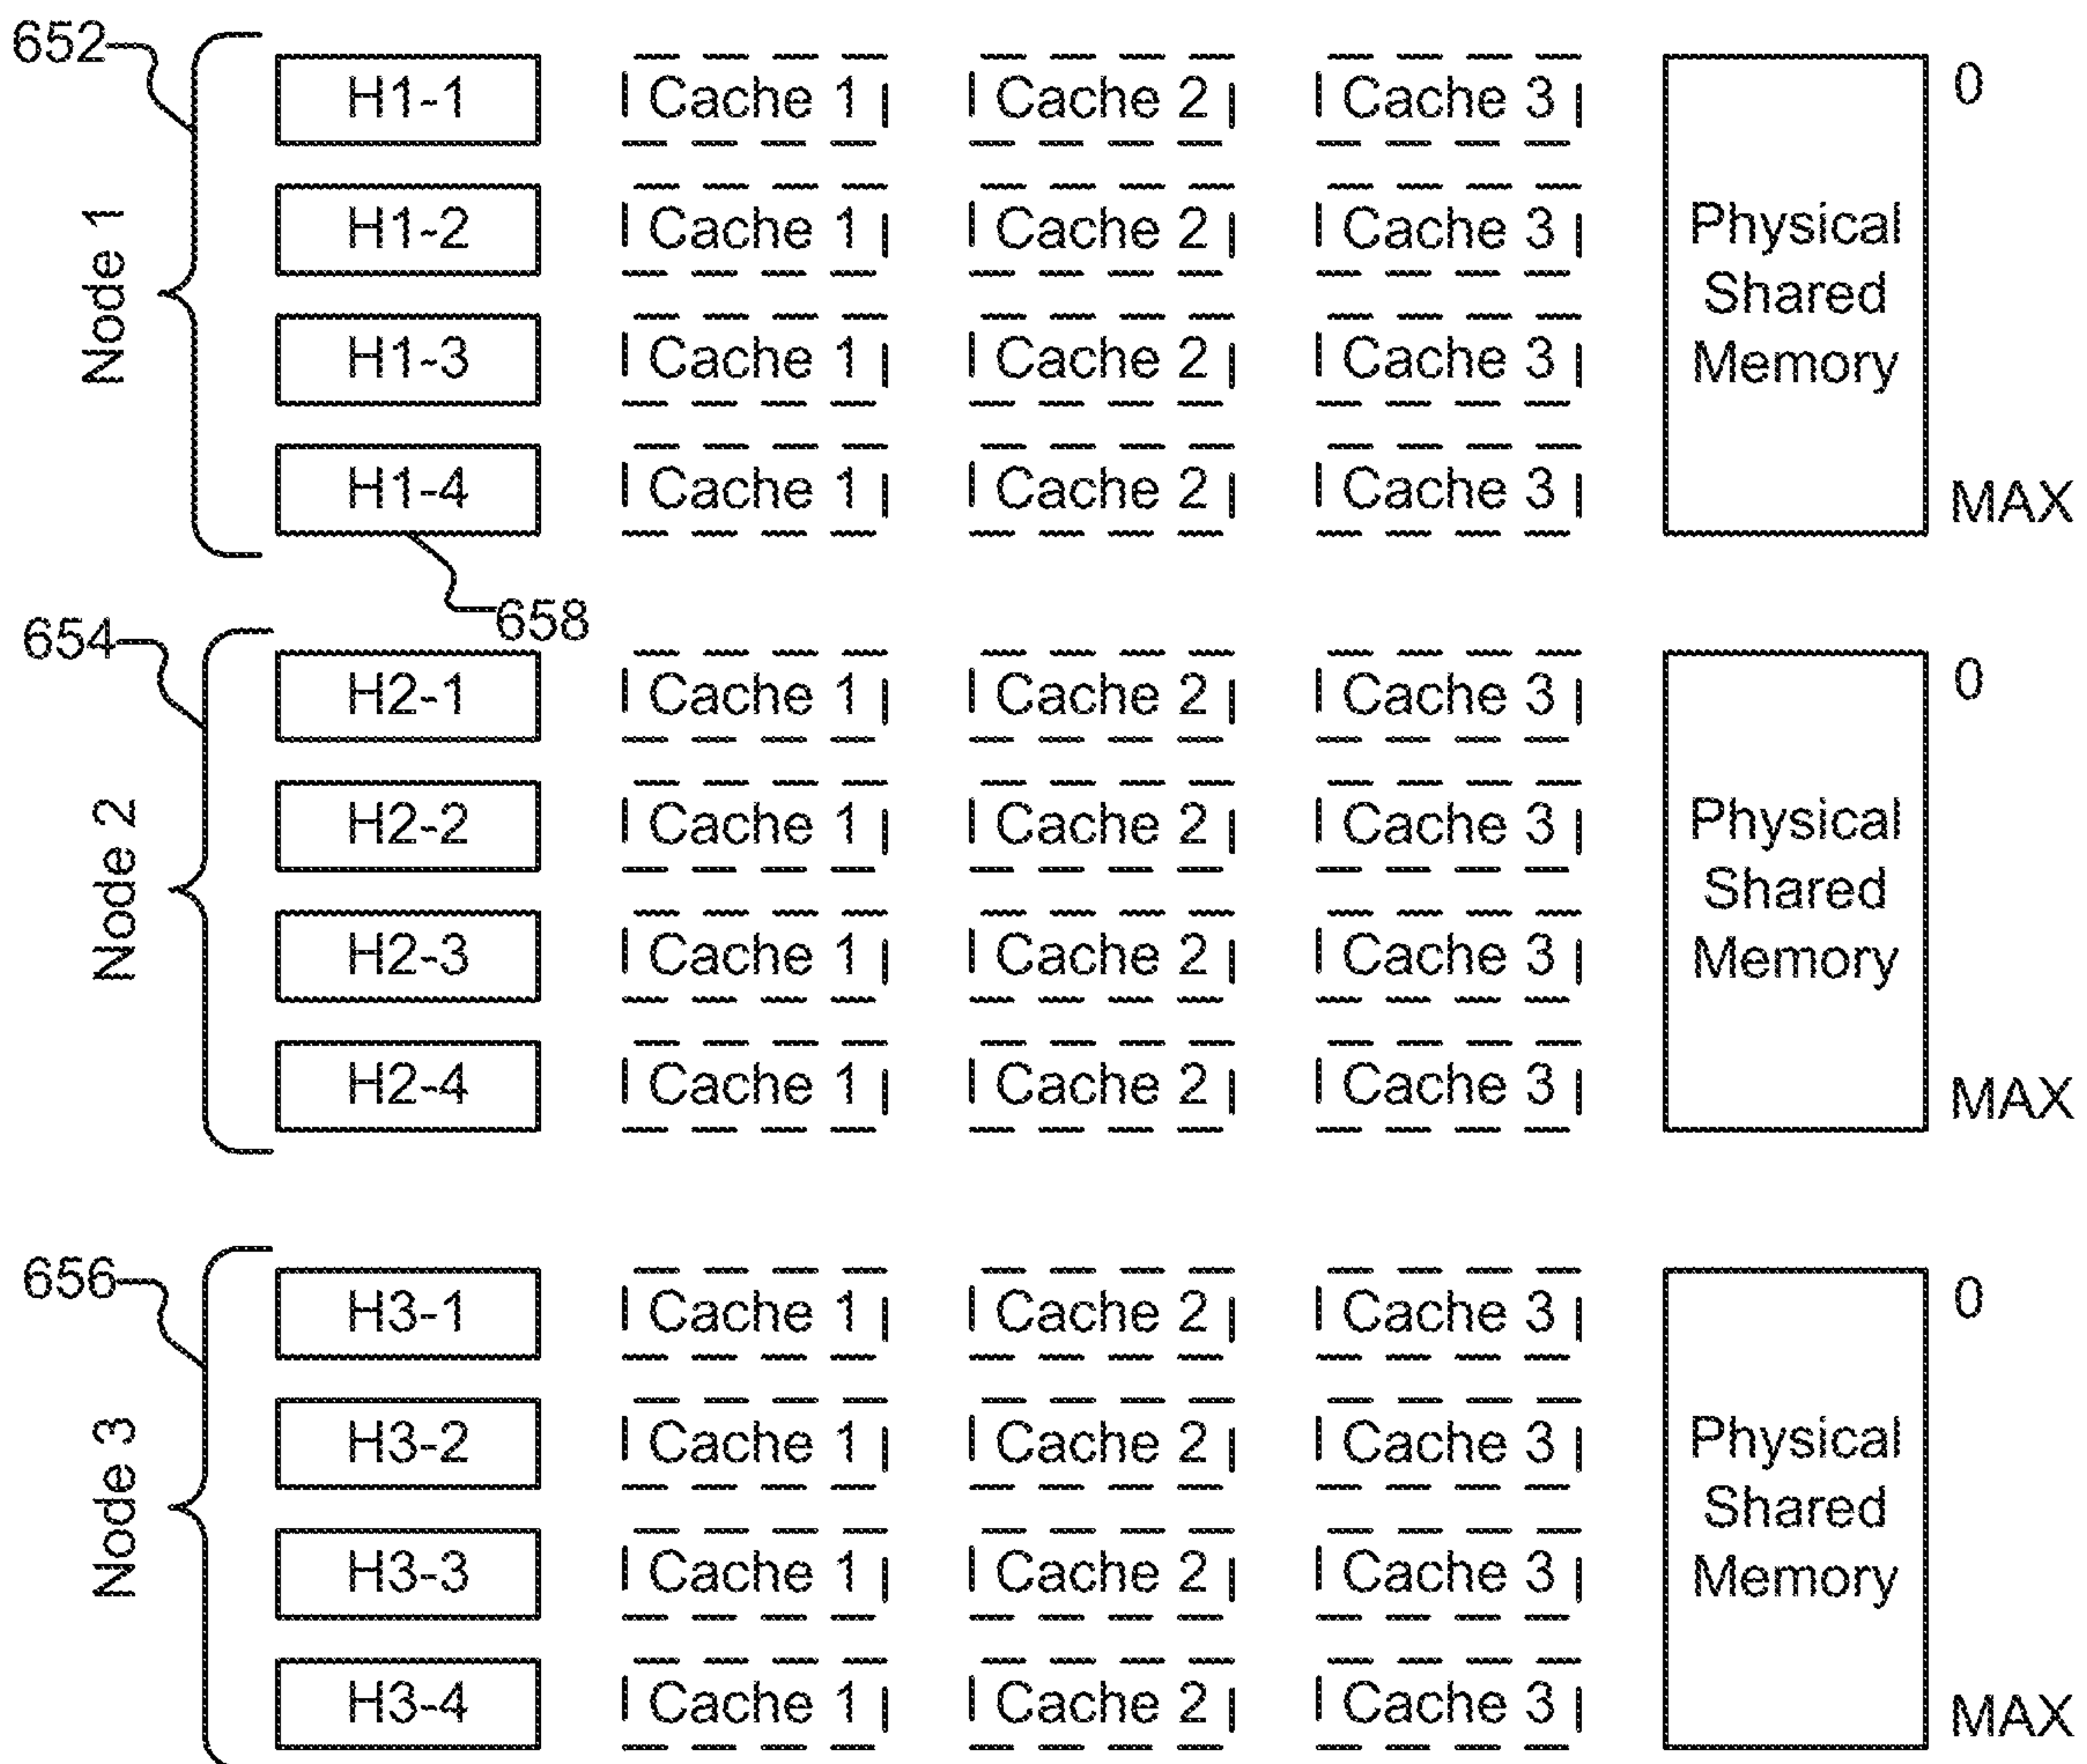 652
H1-1 Cache 1 Cache 2 Cache 3 0
H1-2 Cache 1 Cache 2 Cache 3
H1-3 Cache 1 Cache 2 Cache 3
H1-4 Cache 1 Cache 2 Cache 3 MAX
Node 1
Physical
Shared
Memory
658
654
H2-1 Cache 1 Cache 2 Cache 3 0
H2-2 Cache 1 Cache 2 Cache 3
H2-3 Cache 1 Cache 2 Cache 3
H2-4 Cache 1 Cache 2 Cache 3 MAX
Node 2
Physical
Shared
Memory
656
H3-1 Cache 1 Cache 2 Cache 3 0
H3-2 Cache 1 Cache 2 Cache 3
H3-3 Cache 1 Cache 2 Cache 3
H3-4 Cache 1 Cache 2 Cache 3 MAX
Node 3
Physical
Shared
Memory